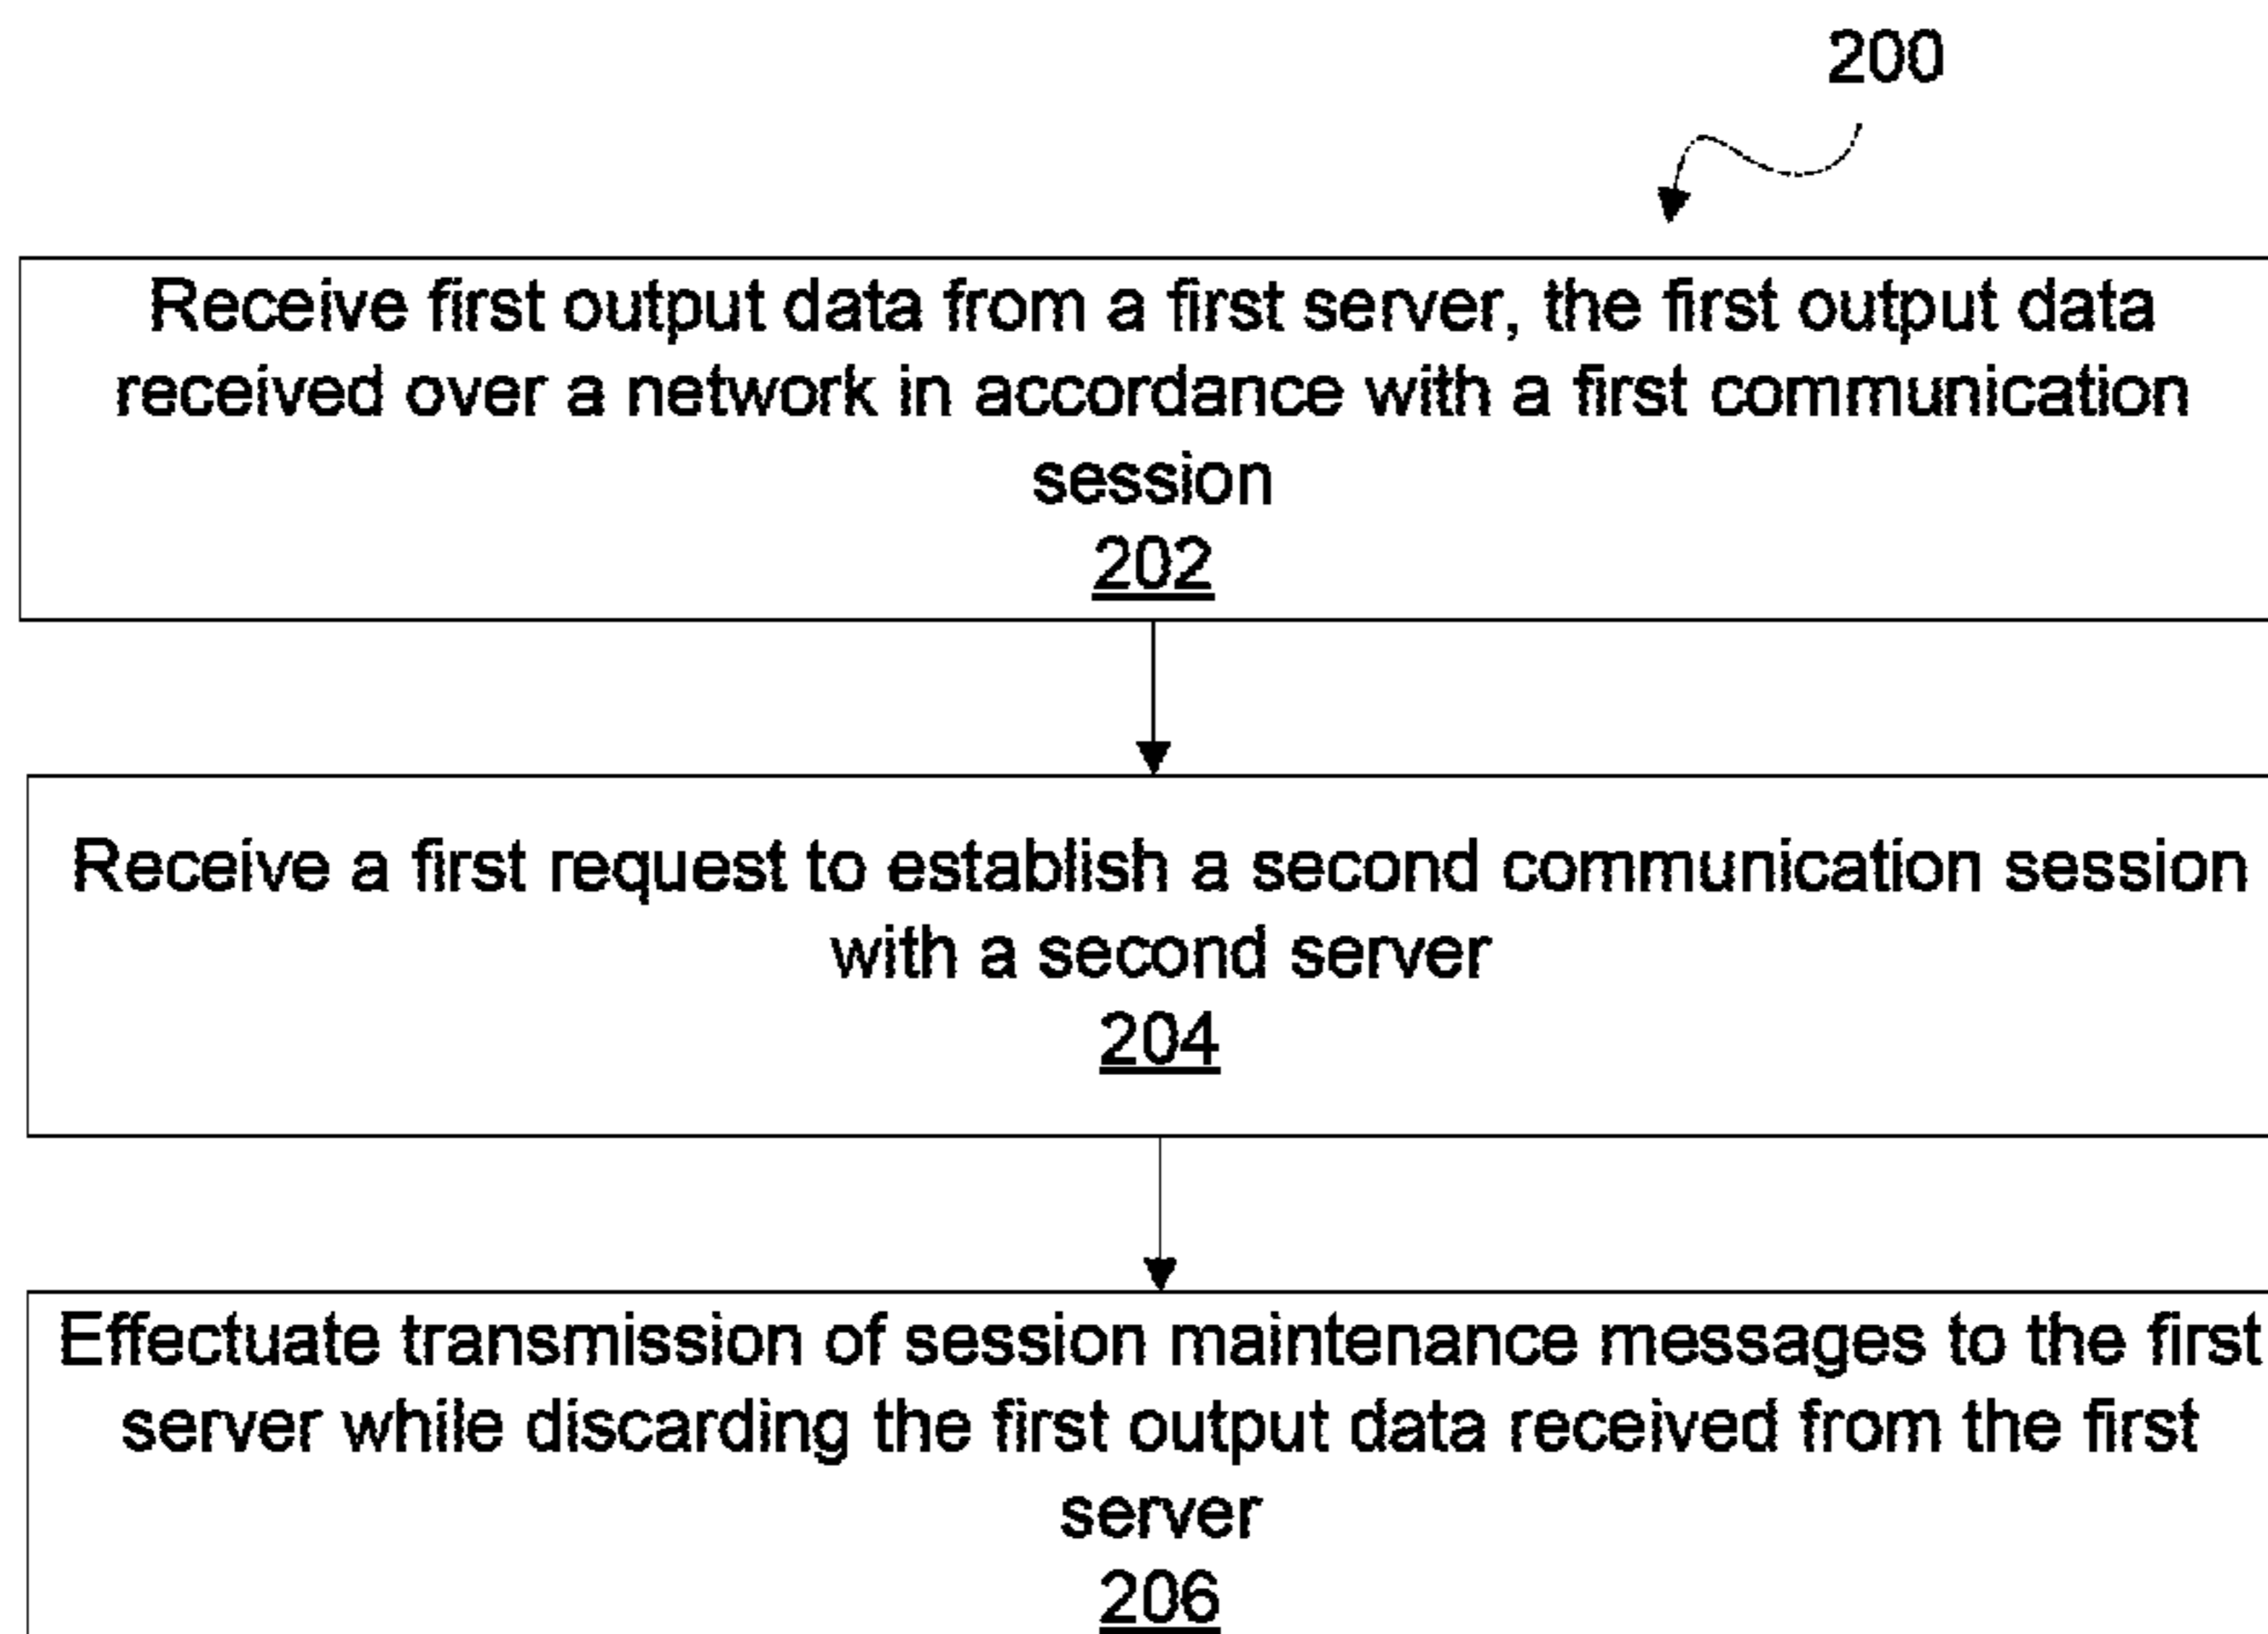 200
Receive first output data from a first server, the first output data
received over a network in accordance with a first communication
session
202
Receive a first request to establish a second communication session
with a second server
204
Effectuate transmission of session maintenance messages to the first
server while discarding the first output data received from the first
server
206